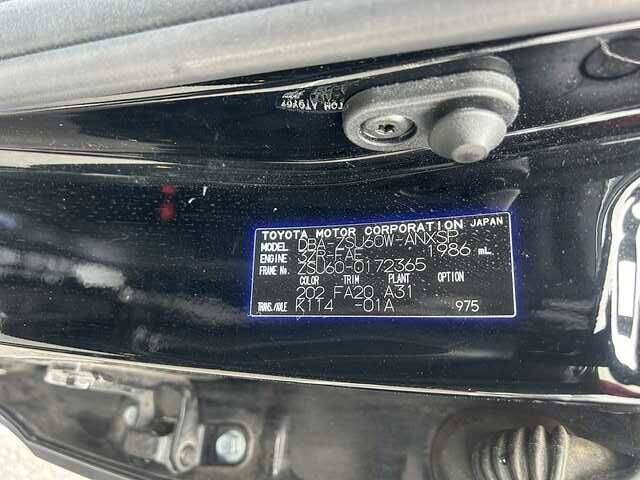 TOYOTA MOTOR CORPORATION JAPAN
MODEL DBA-ZSU60W-ANXSP
ENGINE 3ZR-FAE 1986 mL
FRAME No. ZSU60-0172365
COLOR TRIM PLANT OPTION
202 FA20 A31
TRANS./AXLE K114 -01A 975